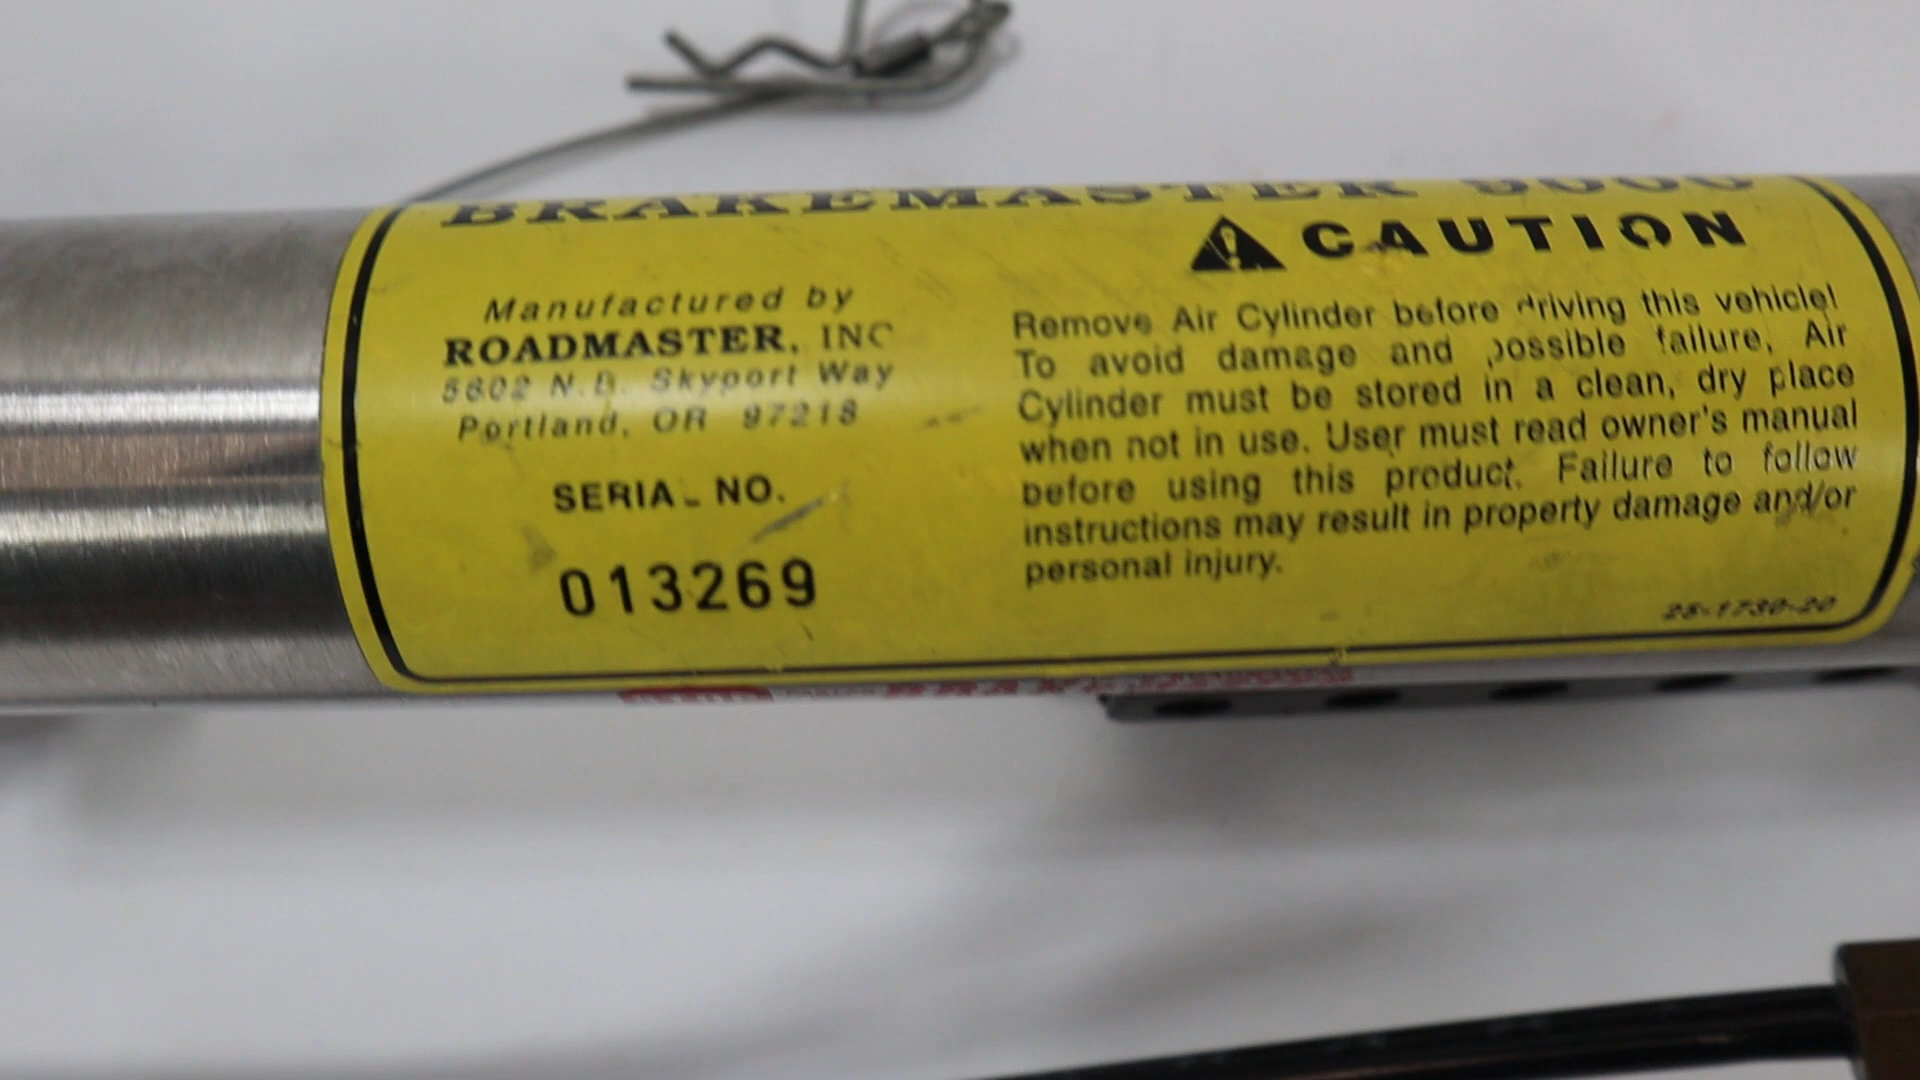 BRAKEMASTER 9000
CAUTION
Manufactured by
ROADMASTER, INC
5602 N.E. Skyport Way
Portland, OR 97218
SERIAL NO.
013269
Remove Air Cylinder before driving this vehicle!
To avoid damage and possible failure, Air
Cylinder must be stored in a clean, dry place
when not in use. User must read owner's manual
before using this product. Failure to follow
instructions may result in property damage and/or
personal injury.
25-1730-20